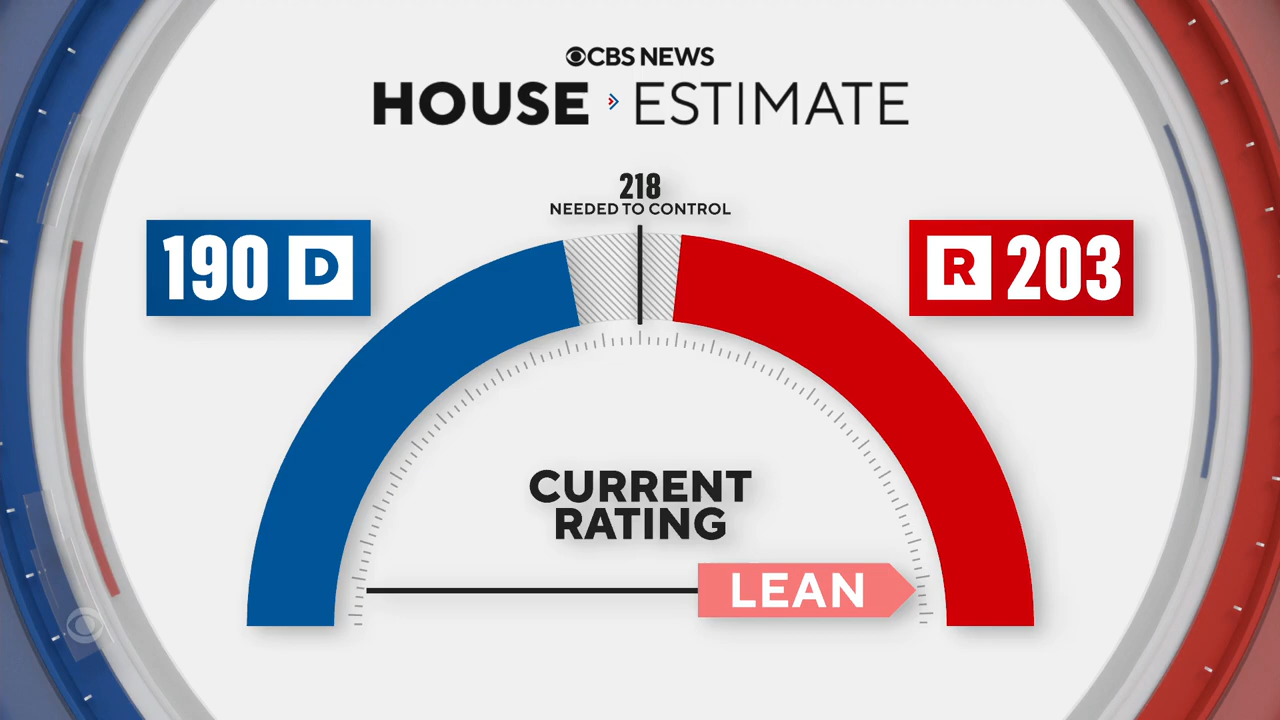 CBS NEWS
HOUSE ESTIMATE
218
NEEDED TO CONTROL
190 D
R 203
CURRENT
RATING
LEAN